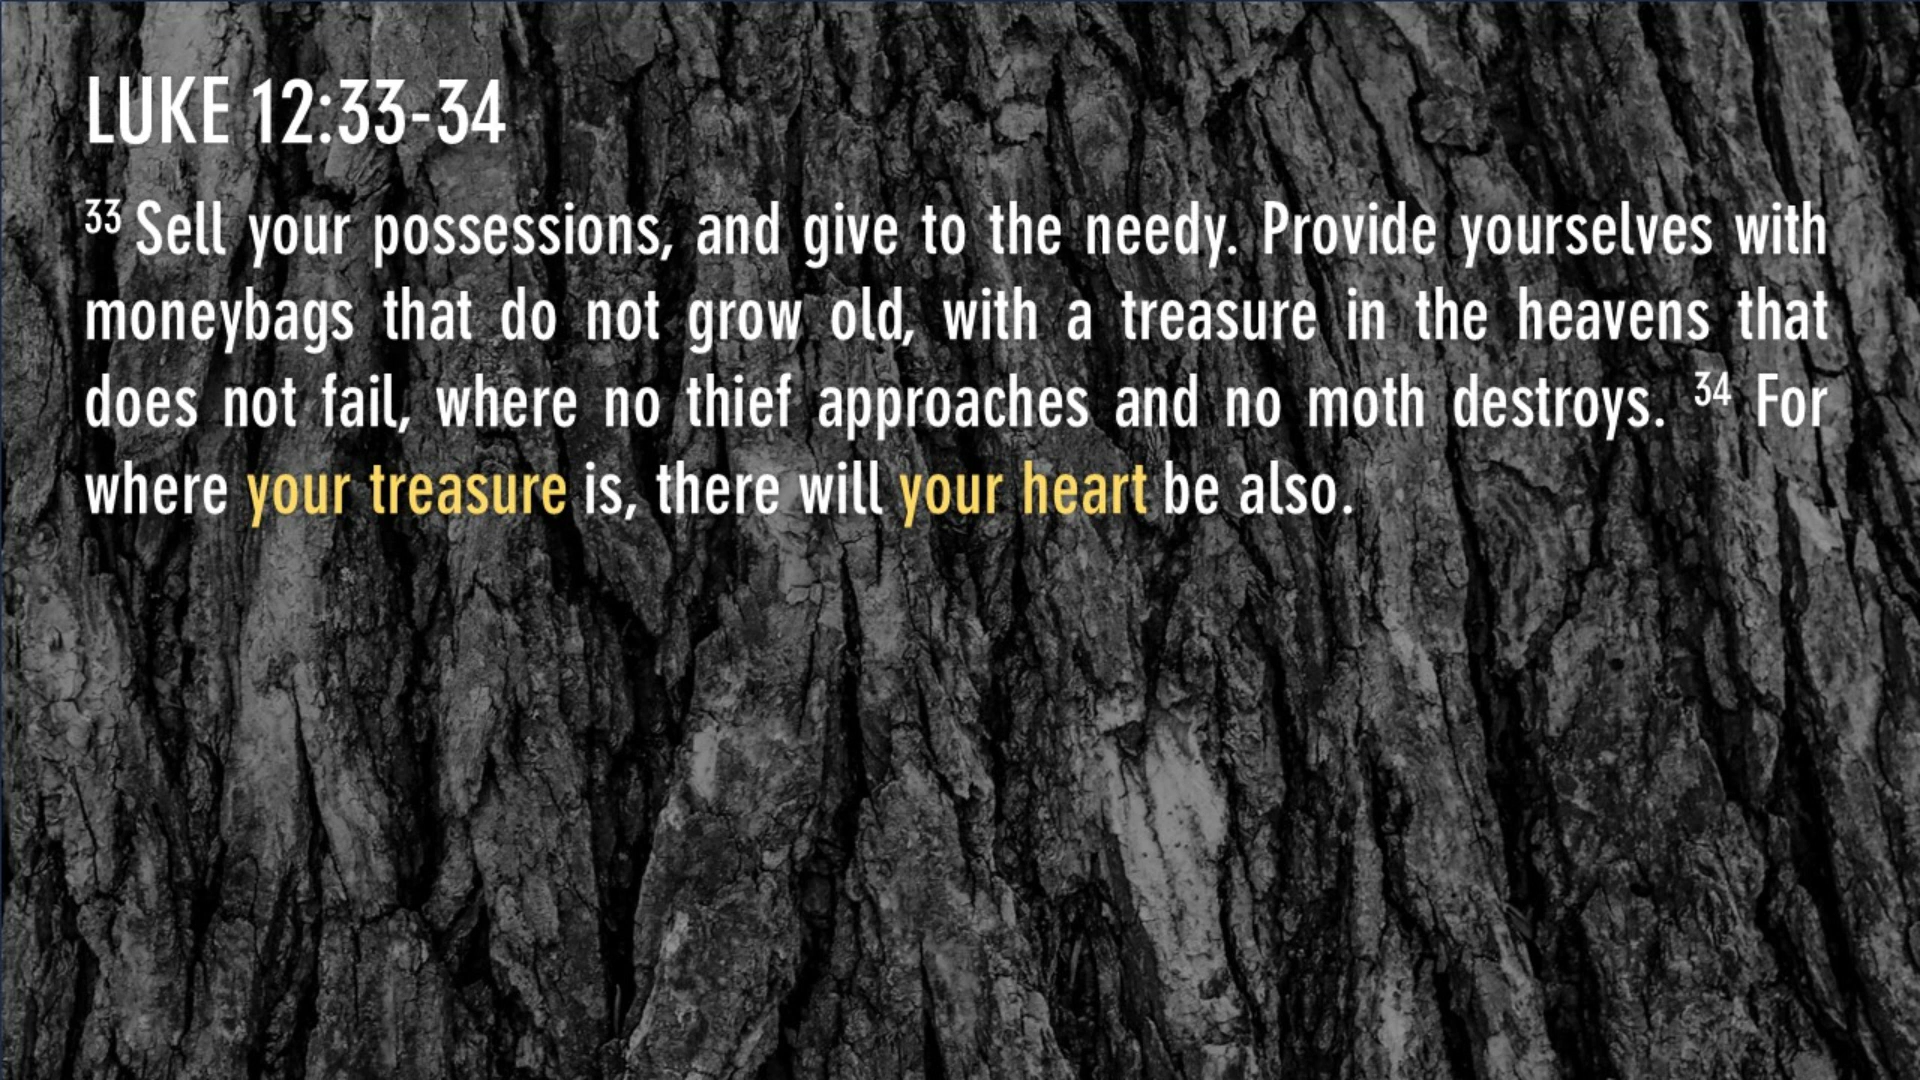 LUKE 12:33-34
33 Sell your possessions, and give to the needy. Provide yourselves with
moneybags that do not grow old, with a treasure in the heavens that
does not fail, where no thief approaches and no moth destroys. 34 For
where your treasure is, there will your heart be also.